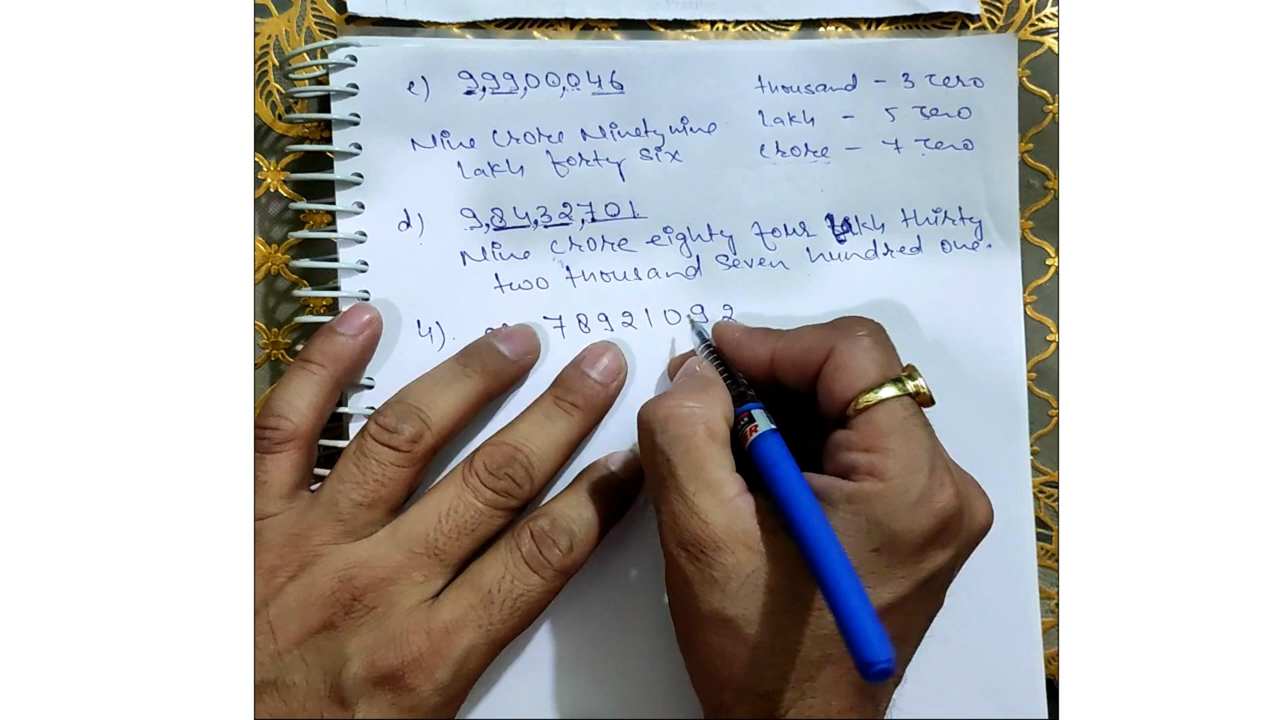 c) 9,99,00,046
Nine Crore Ninety nine
lakh forty six
thousand - 3 zero
lakh - 5 zero
crore - 7 zero
d) 9,84,32,701
Nine crore eighty four lakh thirty
two thousand seven hundred one.
4). 78921092